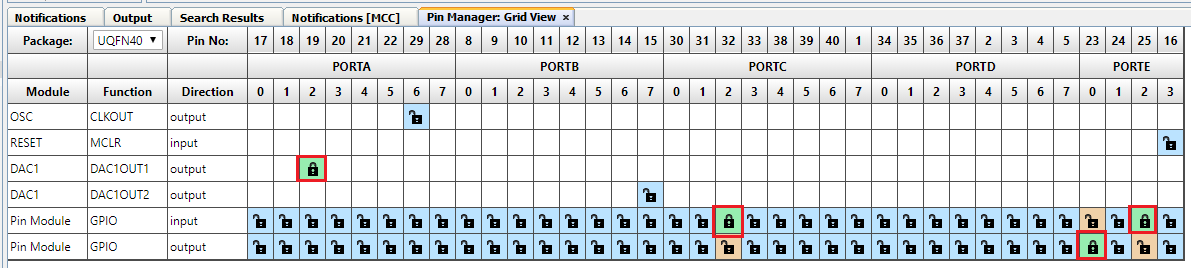 Notifications Output Search Results Notifications [MCC] Pin Manager: Grid View ×
Package: UQFN40 Pin No: 17 18 19 20 21 22 29 28 8 9 10 11 12 13 14 15 30 31 32 33 38 39 40 1 34 35 36 37 2 3 4 5 23 24 25 16
PORTA PORTB PORTC PORTD PORTE
Module Function Direction 0 1 2 3 4 5 6 7 0 1 2 3 4 5 6 7 0 1 2 3 4 5 6 7 0 1 2 3 4 5 6 7 0 1 2 3
OSC CLKOUT output
RESET MCLR input
DAC1 DAC1OUT1 output
DAC1 DAC1OUT2 output
Pin Module GPIO input
Pin Module GPIO output